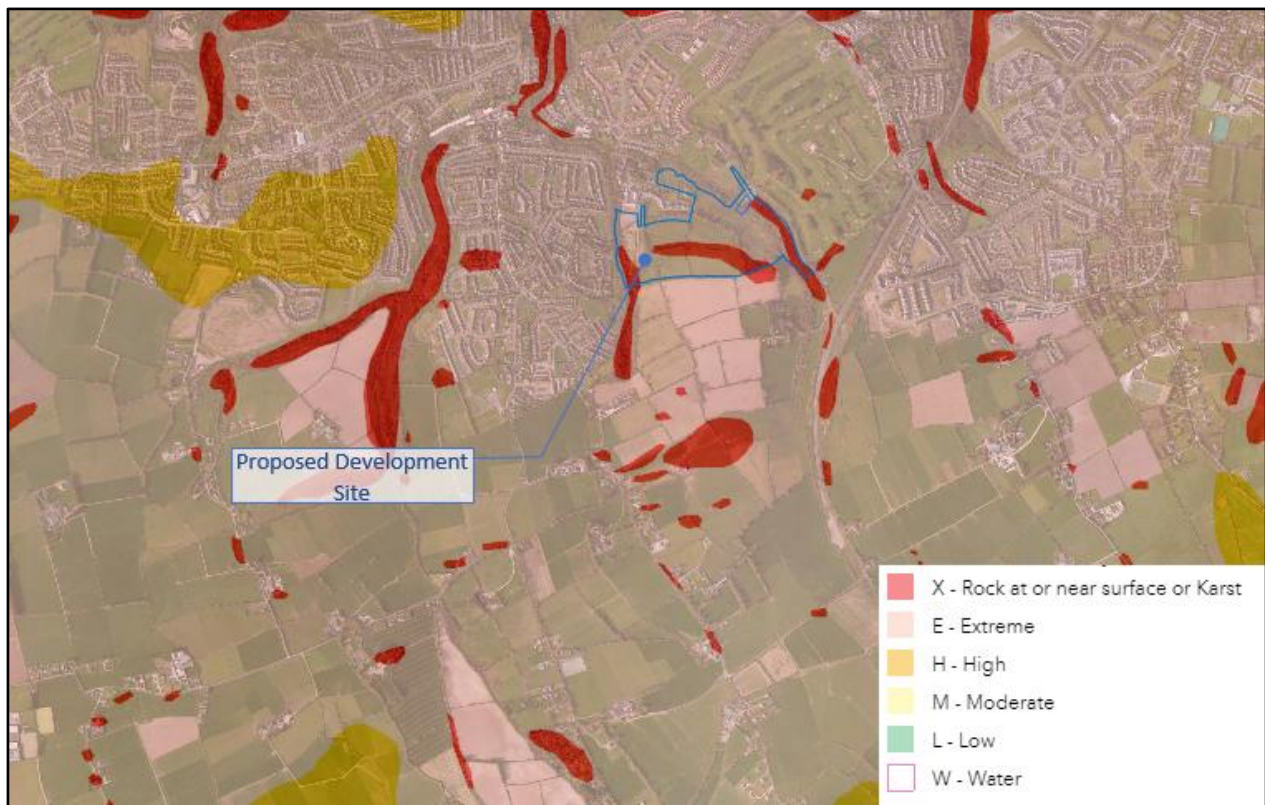 Proposed Development
Site
X - Rock at or near surface or Karst
E - Extreme
H - High
M - Moderate
L - Low
W - Water